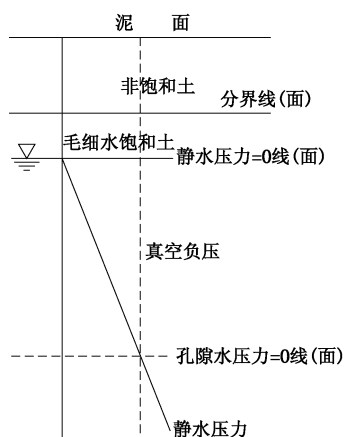 泥 面
非饱和土
分界线(面)
毛细水饱和土
静水压力=0线(面)
真空负压
孔隙水压力=0线(面)
静水压力